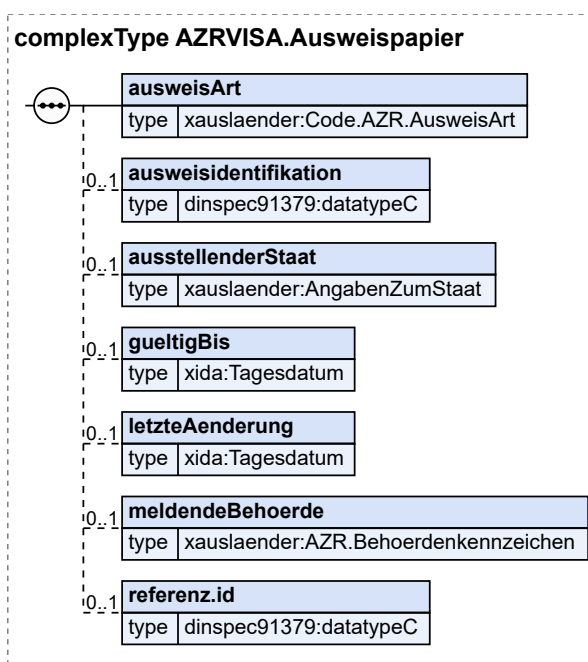 complexType AZRVISA.Ausweispapier
ausweisArt
type xauslaender:Code.AZR.AusweisArt
0..1 ausweisidentifikation
type dinspec91379:datatypeC
0..1 ausstellenderStaat
type xauslaender:AngabenZumStaat
0..1 gueltigBis
type xida:Tagesdatum
0..1 letzteAenderung
type xida:Tagesdatum
0..1 meldendeBehoerde
type xauslaender:AZR.Behoerdenkennzeichen
0..1 referenz.id
type dinspec91379:datatypeC